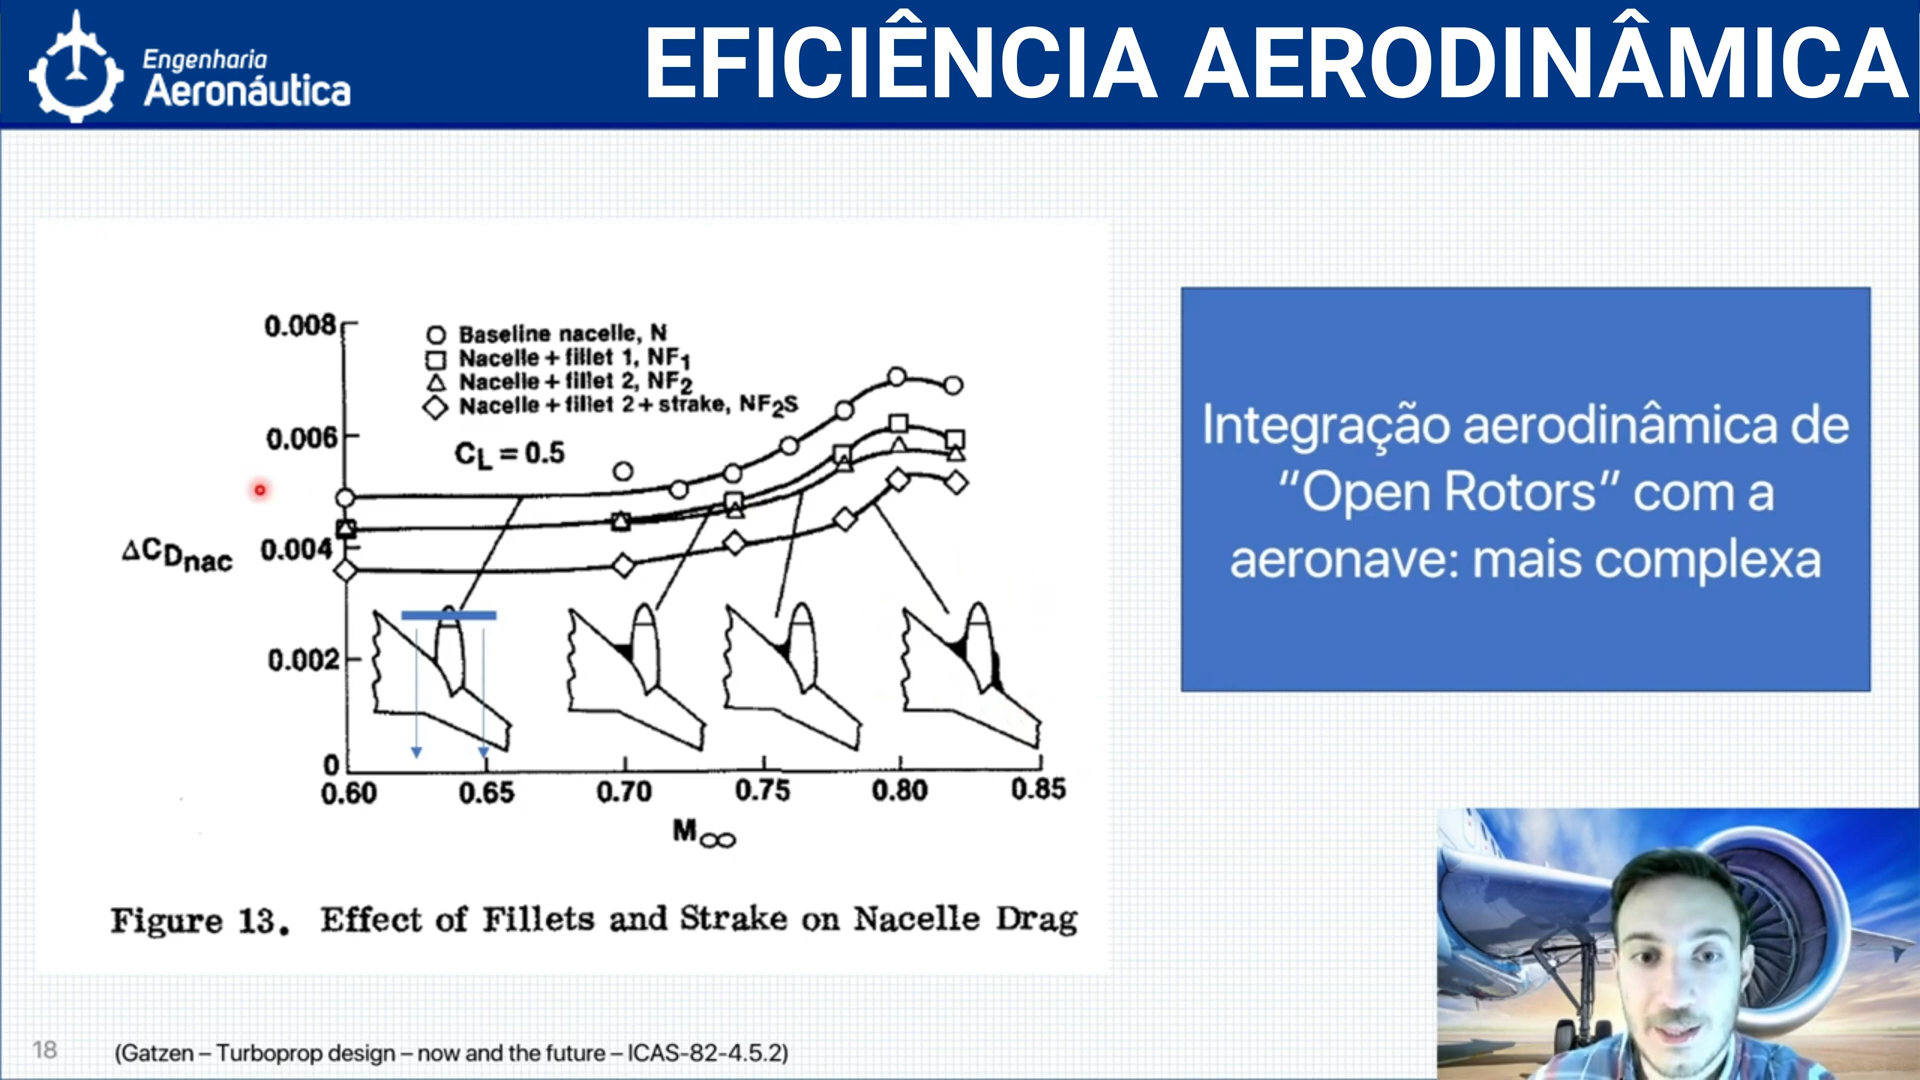 Engenharia
Aeronáutica
EFICIÊNCIA AERODINÂMICA
0.008
0.006
0.004
0.002
0
ΔCDnac
Baseline nacelle, N
Nacelle + fillet 1, NF1
Nacelle + fillet 2, NF2
Nacelle + fillet 2 + strake, NF2S
CL = 0.5
0.60 0.65 0.70 0.75 0.80 0.85
M∞
Figure 13. Effect of Fillets and Strake on Nacelle Drag
Integração aerodinâmica de
“Open Rotors” com a
aeronave: mais complexa
18
(Gatzen – Turboprop design – now and the future – ICAS-82-4.5.2)